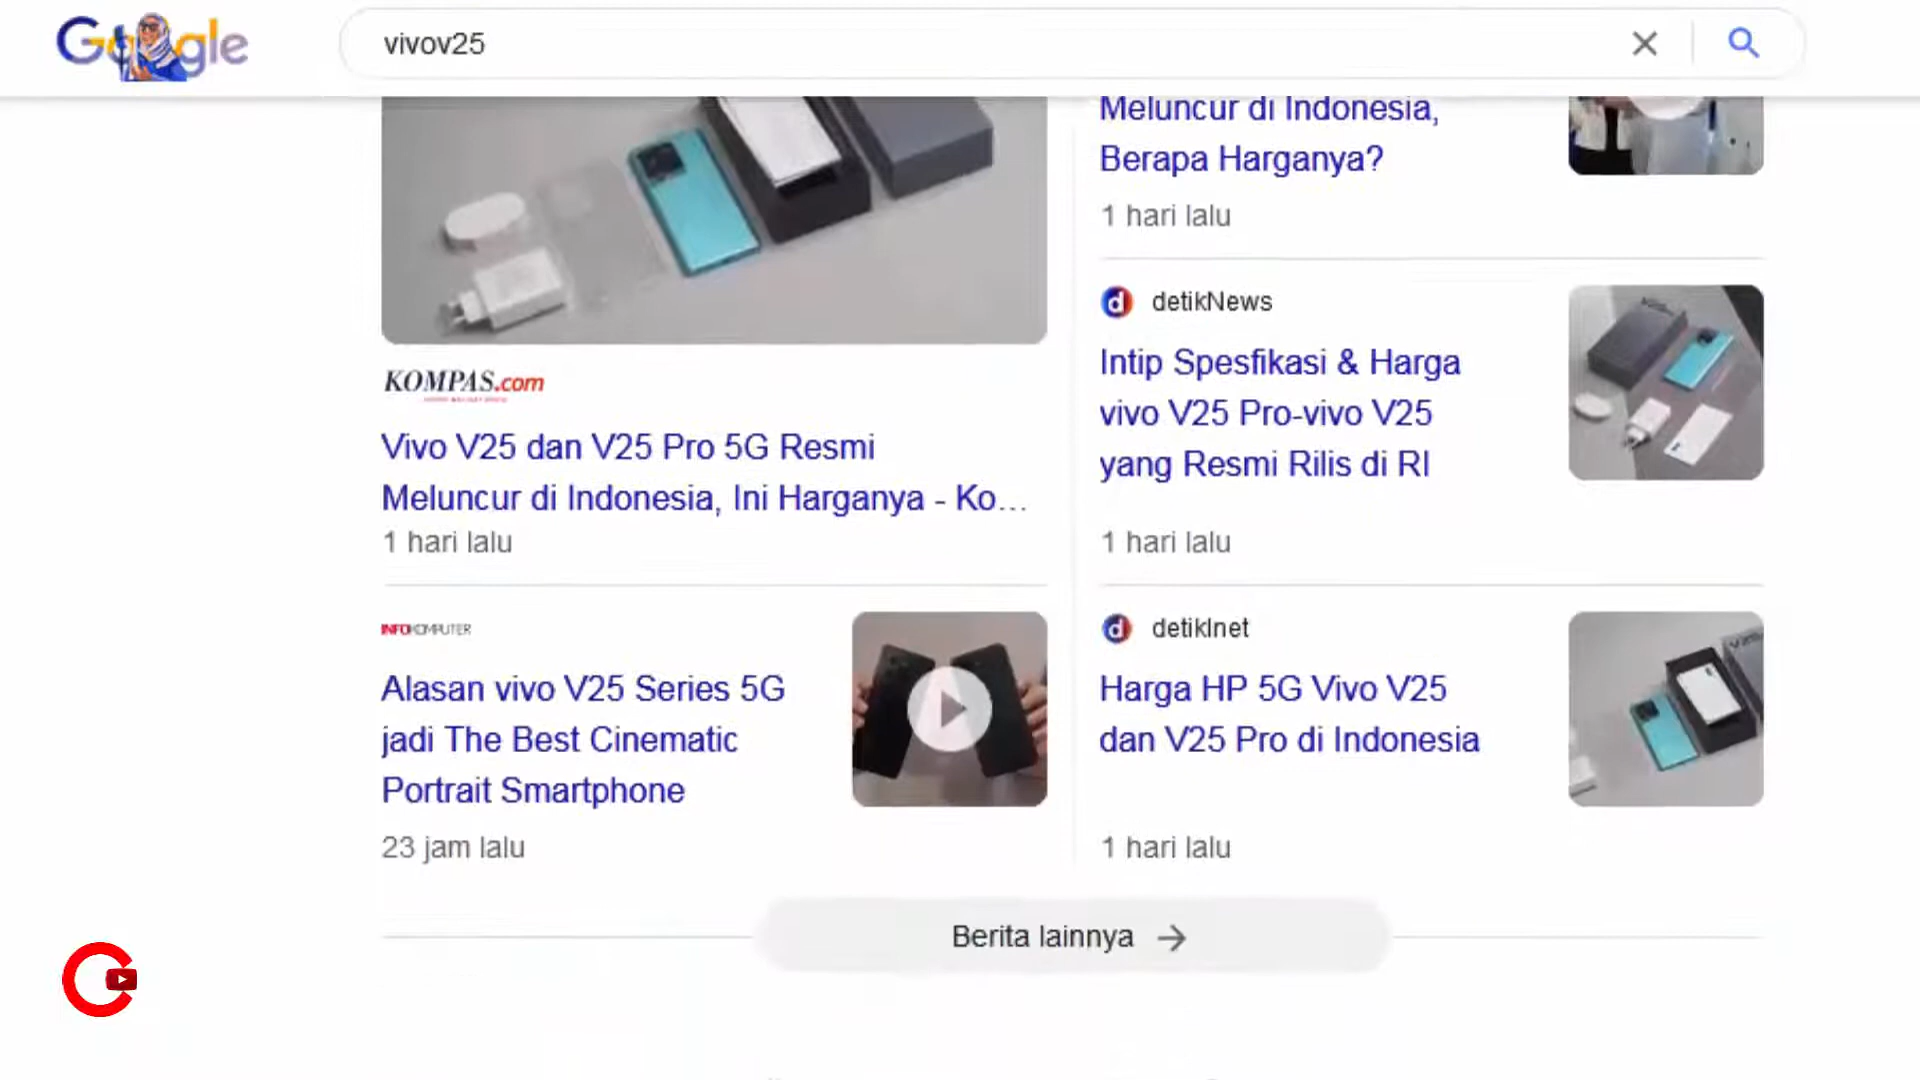 Google
vivov25
Meluncur di Indonesia,
Berapa Harganya?
1 hari lalu
KOMPAS.com
Vivo V25 dan V25 Pro 5G Resmi
Meluncur di Indonesia, Ini Harganya - Ko...
1 hari lalu
detikNews
Intip Spesfikasi & Harga
vivo V25 Pro-vivo V25
yang Resmi Rilis di RI
1 hari lalu
INFOKOMPUTER
Alasan vivo V25 Series 5G
jadi The Best Cinematic
Portrait Smartphone
23 jam lalu
detikInet
Harga HP 5G Vivo V25
dan V25 Pro di Indonesia
1 hari lalu
Berita lainnya